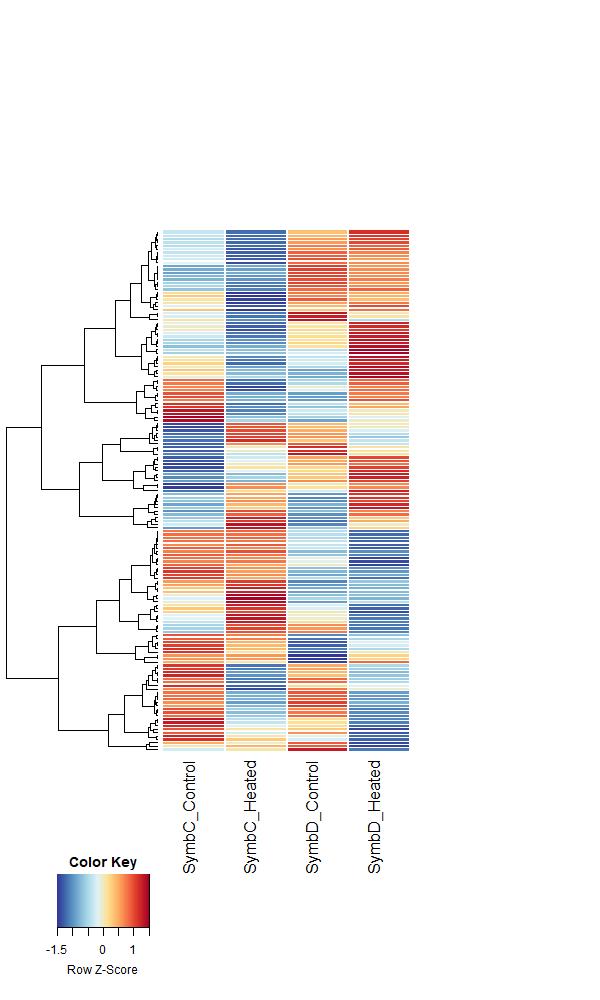 SymbC_Control
SymbC_Heated
SymbD_Control
SymbD_Heated
Color Key
-1.5 0 1
Row Z-Score